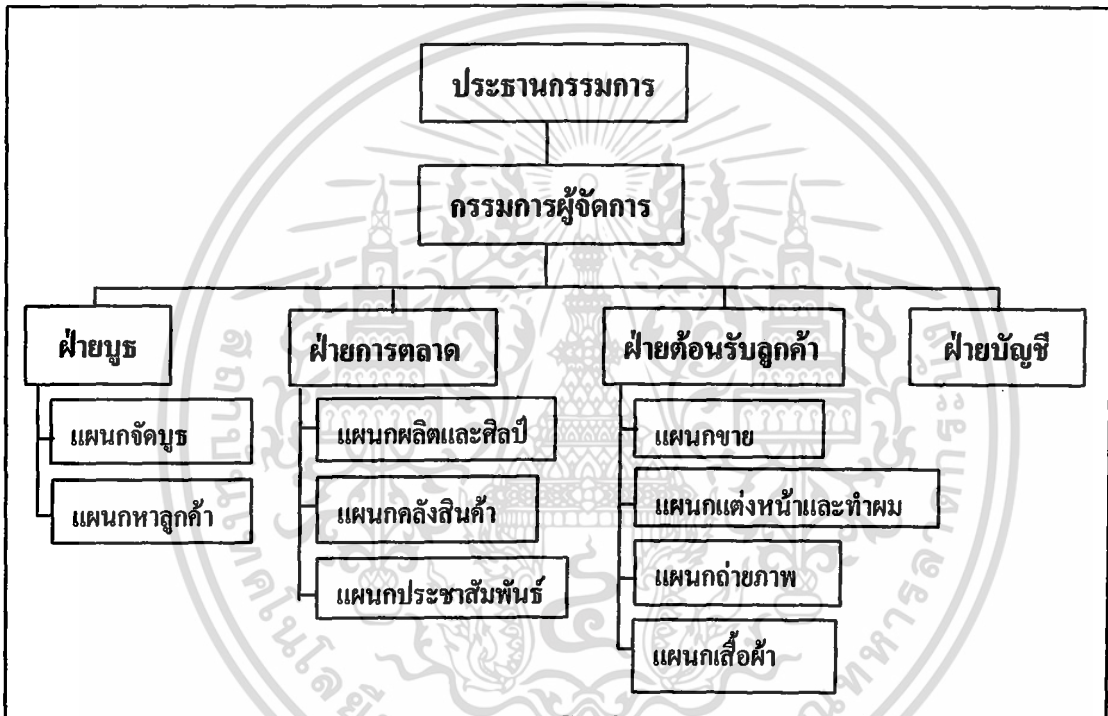 ประธานกรรมการ
กรรมการผู้จัดการ
ฝ่ายบูธ
ฝ่ายการตลาด
ฝ่ายต้อนรับลูกค้า
ฝ่ายบัญชี
แผนกจัดบูธ
แผนกหาลูกค้า
แผนกผลิตและศิลป์
แผนกคลังสินค้า
แผนกประชาสัมพันธ์
แผนกขาย
แผนกแต่งหน้าและทำผม
แผนกถ่ายภาพ
แผนกเสื้อผ้า